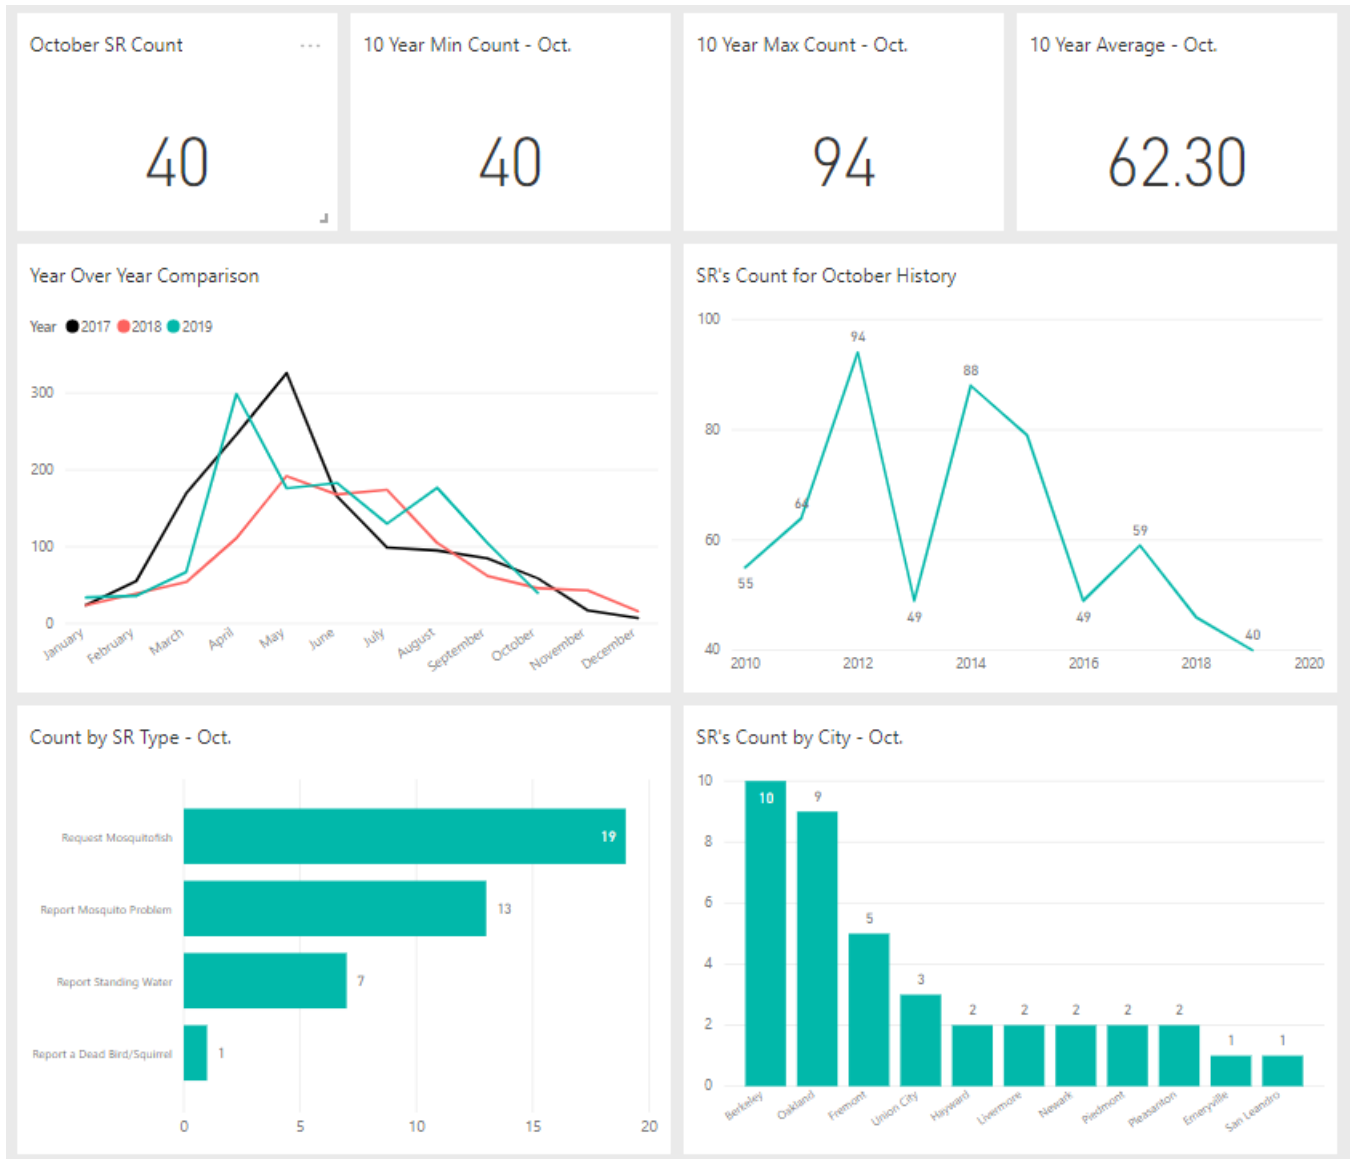 October SR Count
...
40
10 Year Min Count - Oct.
40
10 Year Max Count - Oct.
94
10 Year Average - Oct.
62.30
Year Over Year Comparison
Year 2017 2018 2019
300
200
100
0
January February March April May June July August September October November December
SR's Count for October History
100
80
60
40
55
64
94
49
88
49
59
40
2010 2012 2014 2016 2018 2020
Count by SR Type - Oct.
Request Mosquitofish 19
Report Mosquito Problem 13
Report Standing Water 7
Report a Dead Bird/Squirrel 1
0 5 10 15 20
SR's Count by City - Oct.
10
8
6
4
2
0
10 9 5 3 2 2 2 2 2 1 1
Berkeley Oakland Fremont Union City Hayward Livermore Newark Piedmont Pleasanton Emeryville San Leandro